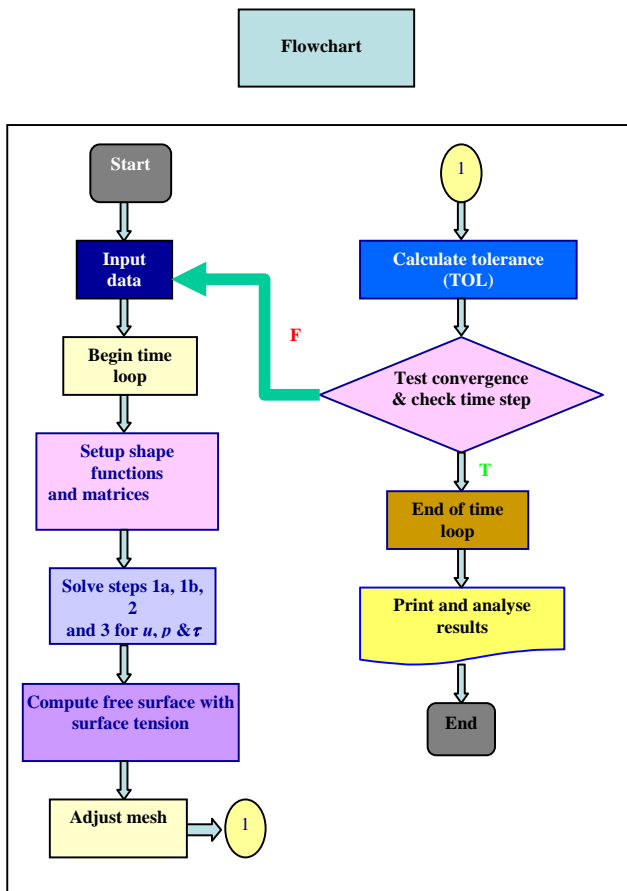 Flowchart
Start
Input
data
Begin time
loop
Setup shape
functions
and matrices
Solve steps 1a, 1b,
2
and 3 for u, p & τ
Compute free surface with
surface tension
Adjust mesh
1
1
Calculate tolerance
(TOL)
Test convergence
& check time step
F
T
End of time
loop
Print and analyse
results
End